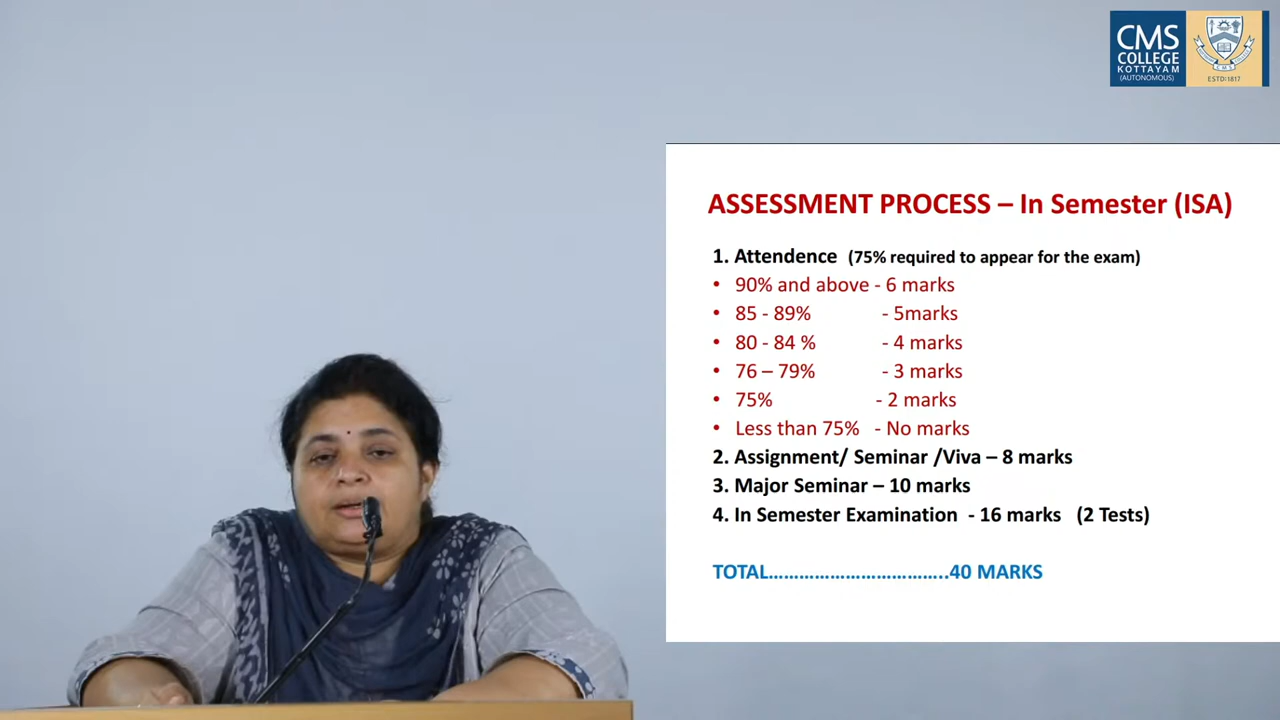 CMS
COLLEGE
KOTTAYAM
(AUTONOMOUS)
ESTD:1817
ASSESSMENT PROCESS – In Semester (ISA)
1. Attendence (75% required to appear for the exam)
• 90% and above - 6 marks
• 85 - 89% - 5marks
• 80 - 84 % - 4 marks
• 76 – 79% - 3 marks
• 75% - 2 marks
• Less than 75% - No marks
2. Assignment/ Seminar /Viva – 8 marks
3. Major Seminar – 10 marks
4. In Semester Examination - 16 marks (2 Tests)
TOTAL……………………………..40 MARKS